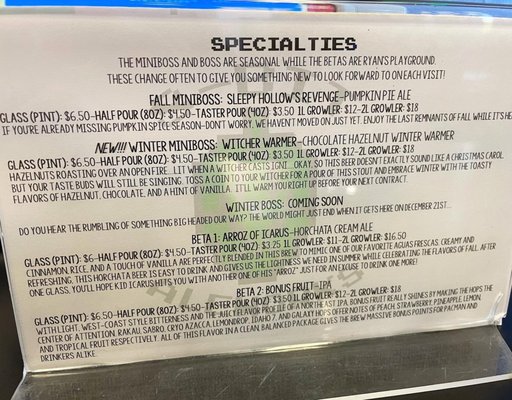 SPECIALTIES
THE MINIBOSS AND BOSS ARE SEASONAL WHILE THE BETAS ARE RYAN'S PLAYGROUND.
THESE CHANGE OFTEN TO GIVE YOU SOMETHING NEW TO LOOK FORWARD TO ON EACH VISIT!
FALL MINIBOSS: SLEEPY HOLLOW'S REVENGE-PUMPKIN PIE ALE
GLASS (PINT): $6.50-HALF POUR (8OZ): $4.50-TASTER POUR (4OZ) $3.50 1L GROWLER: $12-2L GROWLER: $18
IF YOU'RE ALREADY MISSING PUMPKIN SPICE SEASON-DON'T WORRY, WE HAVEN'T MOVED ON JUST YET. ENJOY THE LAST REMNANTS OF FALL WHILE IT'S HE
NEW!!! WINTER MINIBOSS: WITCHER WARMER-CHOCOLATE HAZELNUT WINTER WARMER
GLASS (PINT): $6.50-HALF POUR (8OZ): $4.50-TASTER POUR (4OZ) $3.50 1L GROWLER: $12-2L GROWLER: $18
HAZELNUTS ROASTING OVER AN OPEN FIRE...LIT WHEN A WITCHER CASTS IGNI...OKAY, SO THIS BEER DOESN'T EXACTLY SOUND LIKE A CHRISTMAS CAROL,
BUT YOUR TASTE BUDS WILL STILL BE SINGING. TOSS A COIN TO YOUR WITCHER FOR A POUR OF THIS STOUT AND EMBRACE WINTER WITH THE TOASTY
FLAVORS OF HAZELNUT, CHOCOLATE, AND A HINT OF VANILLA. IT'LL WARM YOU RIGHT UP BEFORE YOUR NEXT CONTRACT.
WINTER BOSS: COMING SOON
DO YOU HEAR THE RUMBLING OF SOMETHING BIG HEADED OUR WAY? THE WORLD MIGHT JUST END WHEN IT GETS HERE ON DECEMBER 21ST...
BETA 1: ARROZ OF ICARUS-HORCHATA CREAM ALE
GLASS (PINT): $6-HALF POUR (8OZ): $4.50-TASTER POUR (4OZ): $3.25 1L GROWLER: $11-2L GROWLER: $16.50
CINNAMON, RICE, AND A TOUCH OF VANILLA ARE PERFECTLY BLENDED IN THIS BREW TO MIMIC ONE OF OUR FAVORITE AGUAS FRESCAS. CREAMY AND
REFRESHING, THIS HORCHATA BEER IS EASY TO DRINK AND GIVES US THE LIGHTNESS WE NEED IN SUMMER WHILE CELEBRATING THE FLAVORS OF FALL. AFTER
ONE GLASS, YOU'LL HOPE KID ICARUS HITS YOU WITH ANOTHER ONE OF HIS "ARROZ" JUST FOR AN EXCUSE TO DRINK ONE MORE!
BETA 2: BONUS FRUIT-IPA
GLASS (PINT): $6.50-HALF POUR (8OZ): $4.50-TASTER POUR (4OZ): $3.50 1L GROWLER: $12-2L GROWLER: $18
WITH LIGHT, WEST-COAST STYLE BITTERNESS AND THE JUICY FLAVOR PROFILE OF A NORTHEAST IPA, BONUS FRUIT REALLY SHINES BY MAKING THE HOPS THE
CENTER OF ATTENTION. RAKAU, SABRO, CRYO AZACCA, LEMONDROP, IDAHO 7, AND GALAXY HOPS OFFER NOTES OF PEACH, STRAWBERRY, PINEAPPLE, LEMON,
AND TROPICAL FRUIT RESPECTIVELY. ALL OF THIS FLAVOR IN A CLEAN, BALANCED PACKAGE GIVES THE BREW MASSIVE BONUS POINTS FOR PACMAN AND
DRINKERS ALIKE.